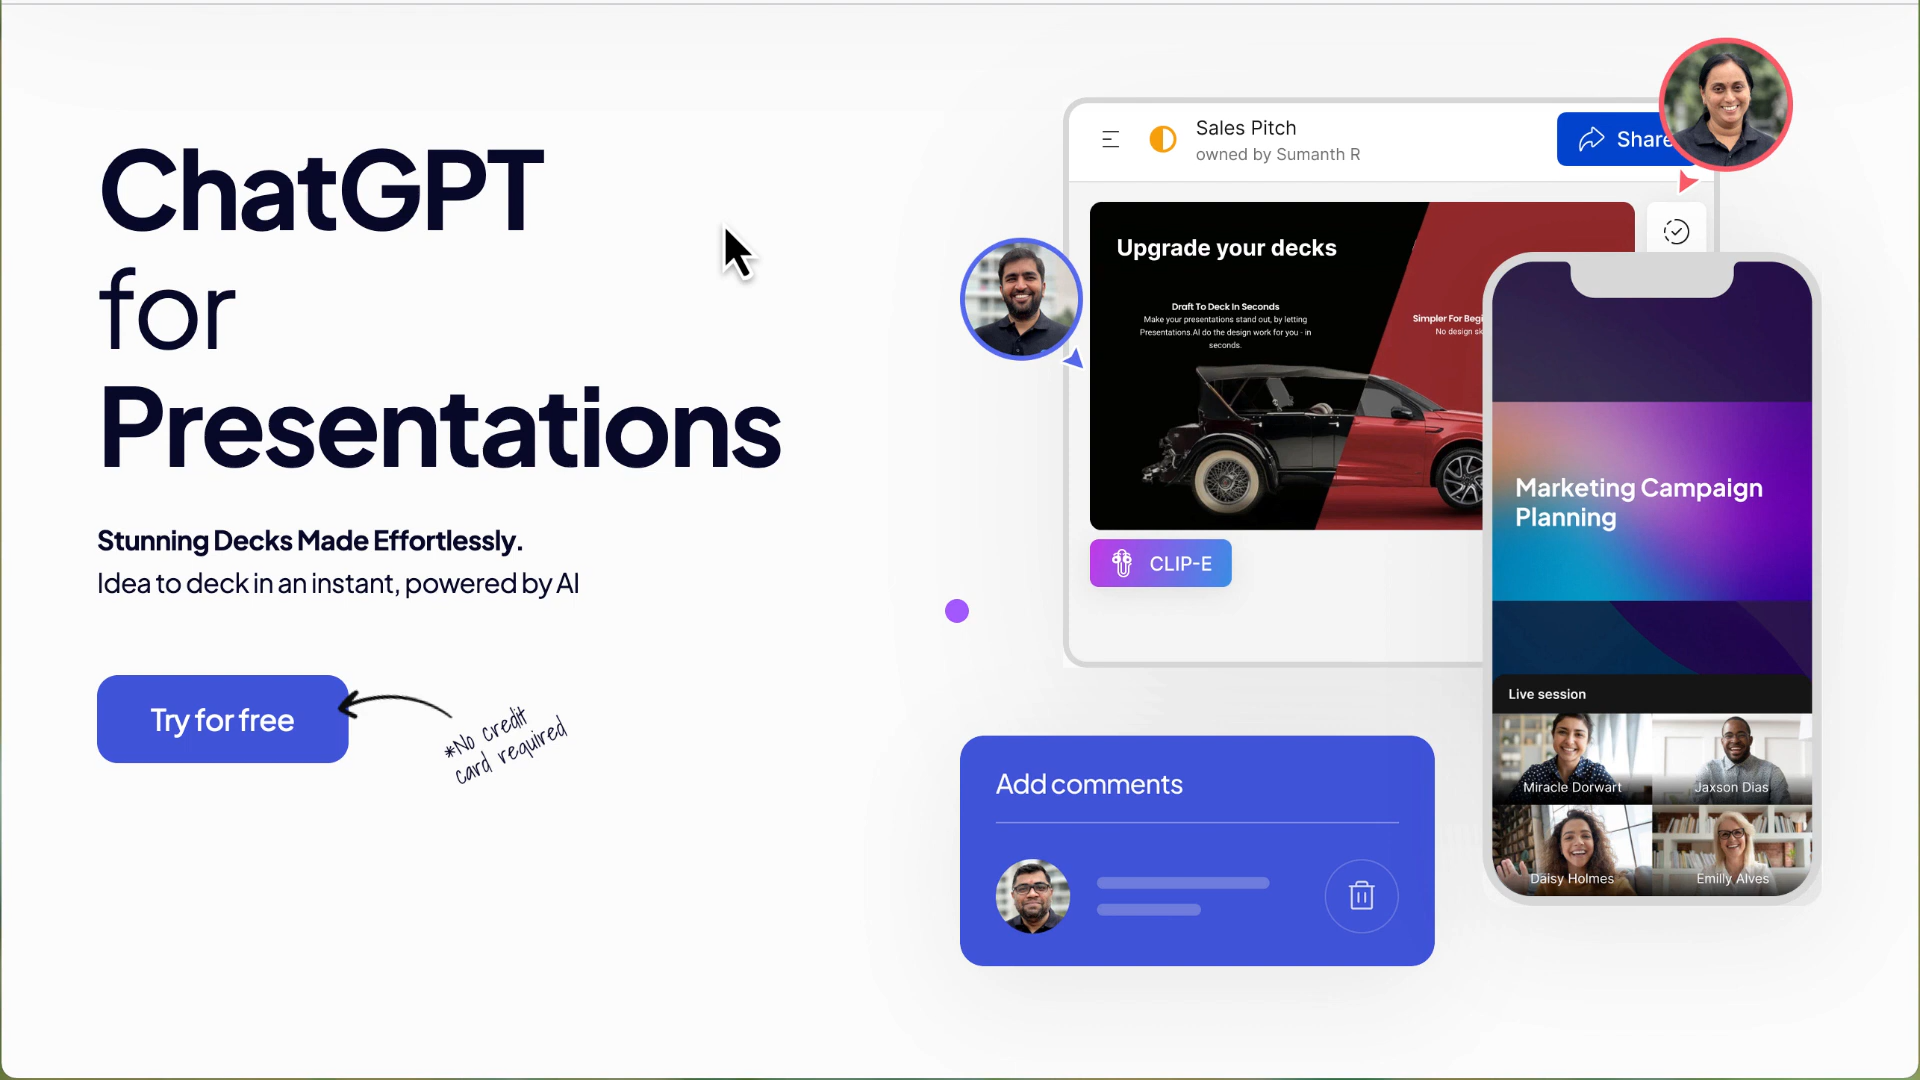 ChatGPT
for
Presentations
Stunning Decks Made Effortlessly.
Idea to deck in an instant, powered by AI
Try for free
*No credit
card required
Sales Pitch
owned by Sumanth R
Share
Upgrade your decks
Draft To Deck In Seconds
Make your presentations stand out, by letting
Presentations.AI do the design work for you - in
seconds.
Simpler For
No design
CLIP-E
Marketing Campaign
Planning
Live session
Miracle Dorwart
Jaxson Dias
Daisy Holmes
Emilly Alves
Add comments